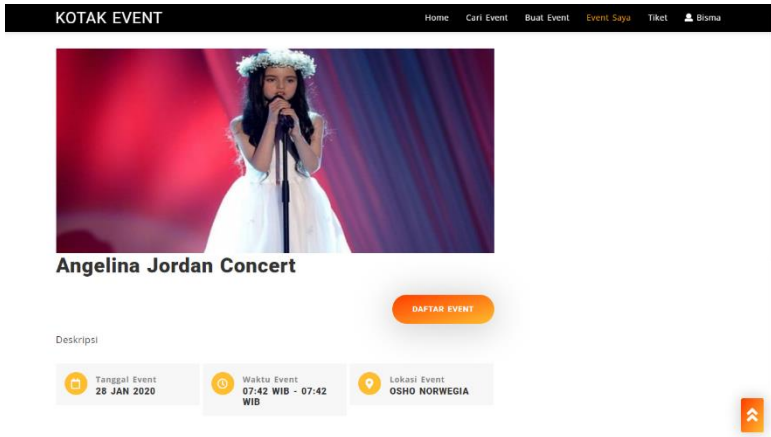 KOTAK EVENT
Home Cari Event Buat Event Event Saya Tiket Bisma
Angelina Jordan Concert
DAFTAR EVENT
Deskripsi
Tanggal Event
28 JAN 2020
Waktu Event
07:42 WIB - 07:42
WIB
Lokasi Event
OSHO NORWEGIA